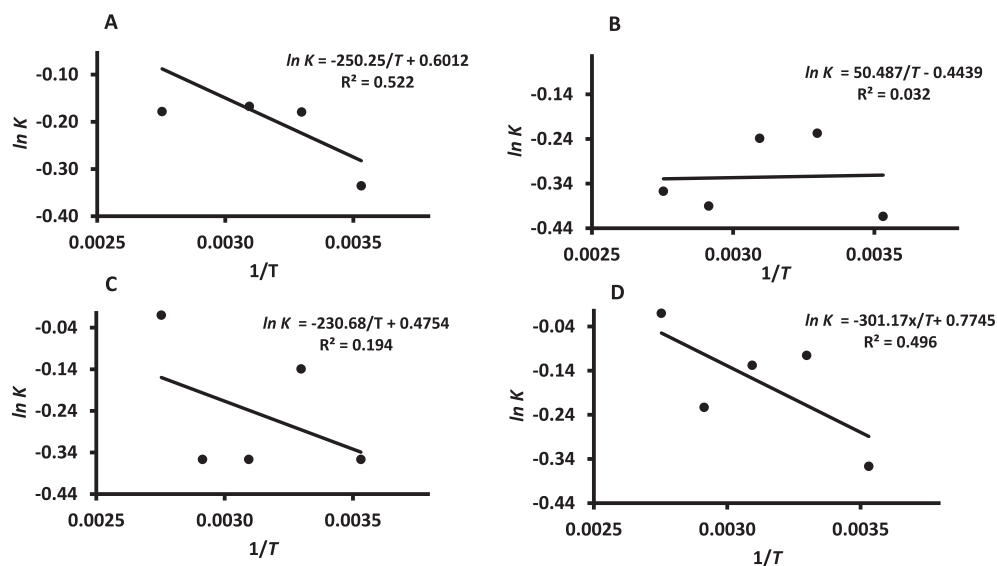 A
ln K = -250.25/T + 0.6012
R² = 0.522
-0.10
-0.20
-0.30
-0.40
ln K
0.0025 0.0030 0.0035
1/T
B
ln K = 50.487/T - 0.4439
R² = 0.032
-0.14
-0.24
-0.34
-0.44
ln K
0.0025 0.0030 0.0035
1/T
C
ln K = -230.68/T + 0.4754
R² = 0.194
-0.04
-0.14
-0.24
-0.34
-0.44
ln K
0.0025 0.0030 0.0035
1/T
D
ln K = -301.17x/T+ 0.7745
R² = 0.496
-0.04
-0.14
-0.24
-0.34
-0.44
ln K
0.0025 0.0030 0.0035
1/T